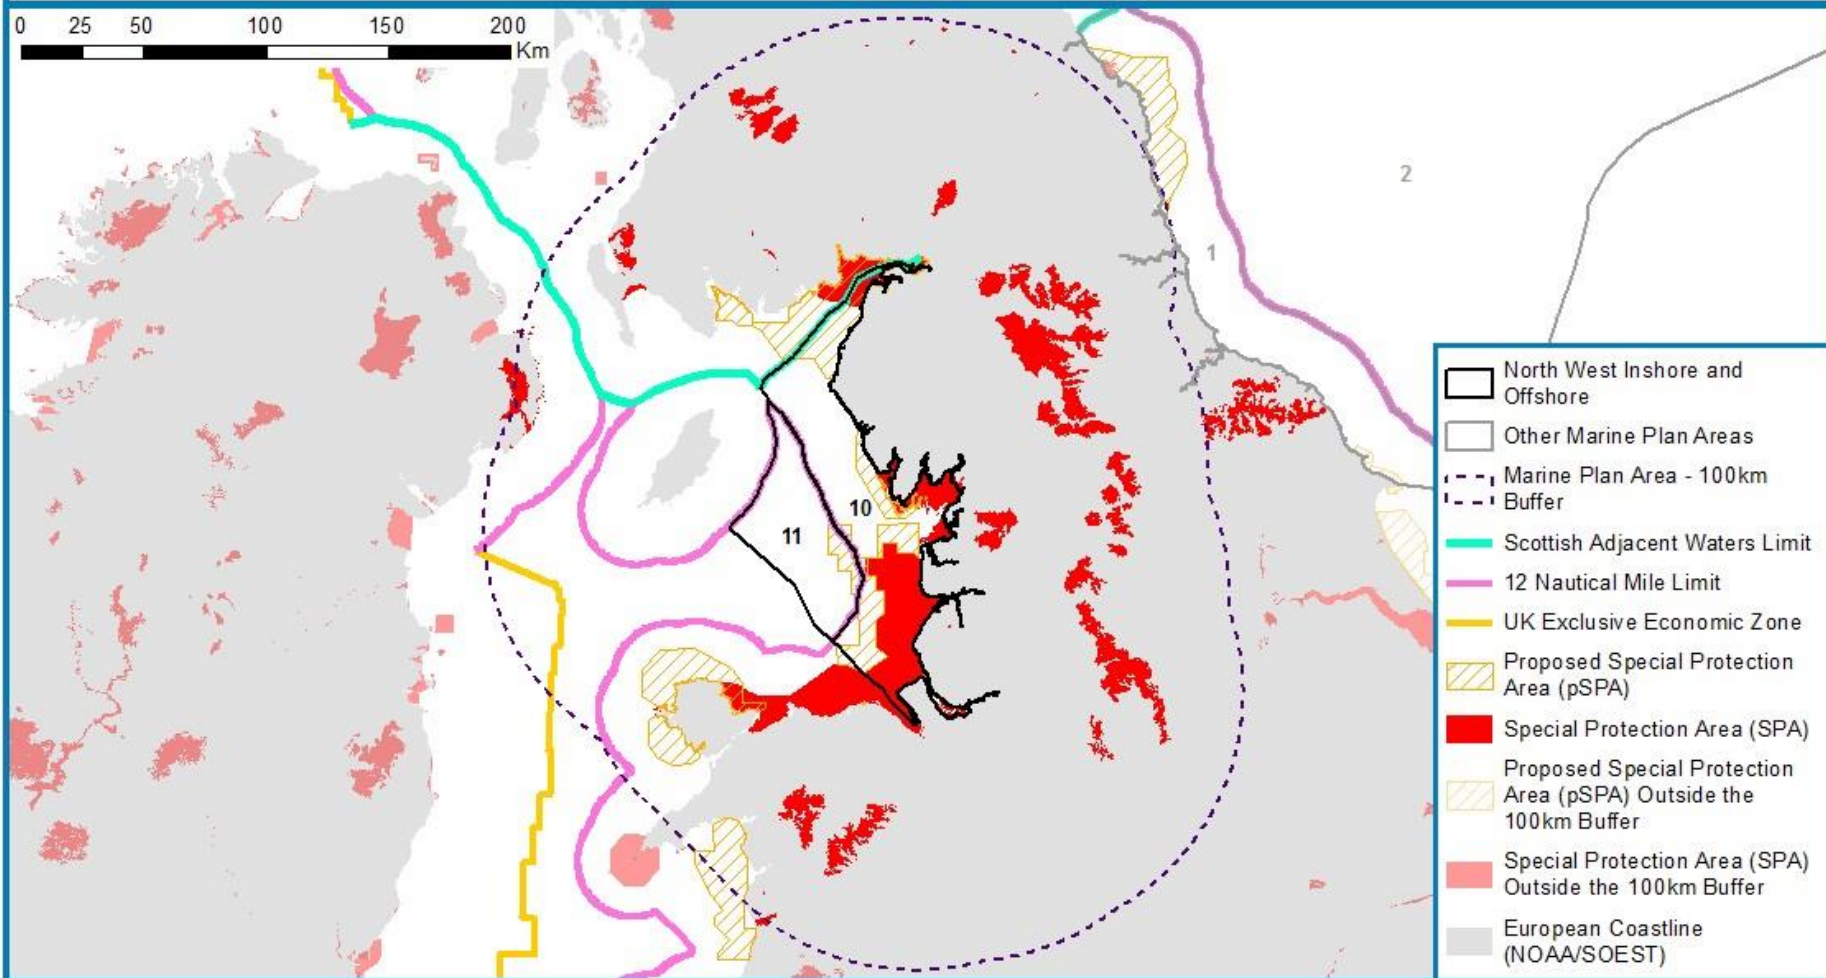 0 25 50 100 150 200
Km
2
1
10
11
North West Inshore and
Offshore
Other Marine Plan Areas
Marine Plan Area - 100km
Buffer
Scottish Adjacent Waters Limit
12 Nautical Mile Limit
UK Exclusive Economic Zone
Proposed Special Protection
Area (pSPA)
Special Protection Area (SPA)
Proposed Special Protection
Area (pSPA) Outside the
100km Buffer
Special Protection Area (SPA)
Outside the 100km Buffer
European Coastline
(NOAA/SOEST)